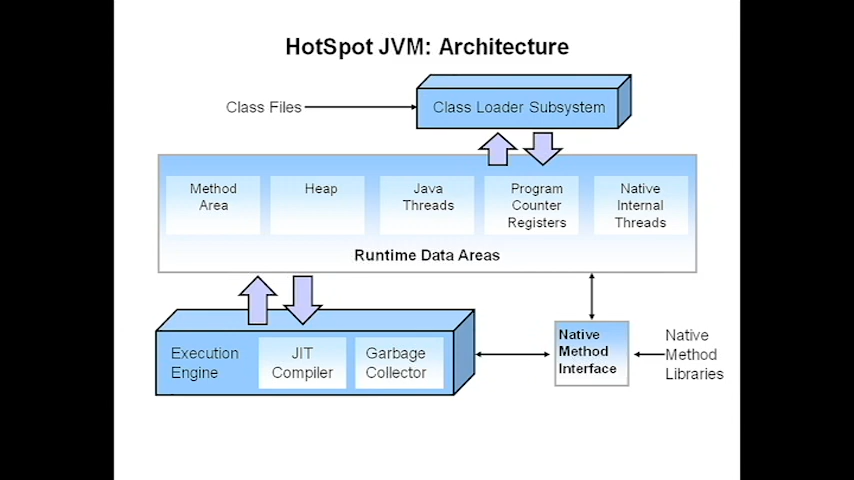 HotSpot JVM: Architecture
Class Files
Class Loader Subsystem
Method
Area
Heap
Java
Threads
Program
Counter
Registers
Native
Internal
Threads
Runtime Data Areas
Execution
Engine
JIT
Compiler
Garbage
Collector
Native
Method
Interface
Native
Method
Libraries